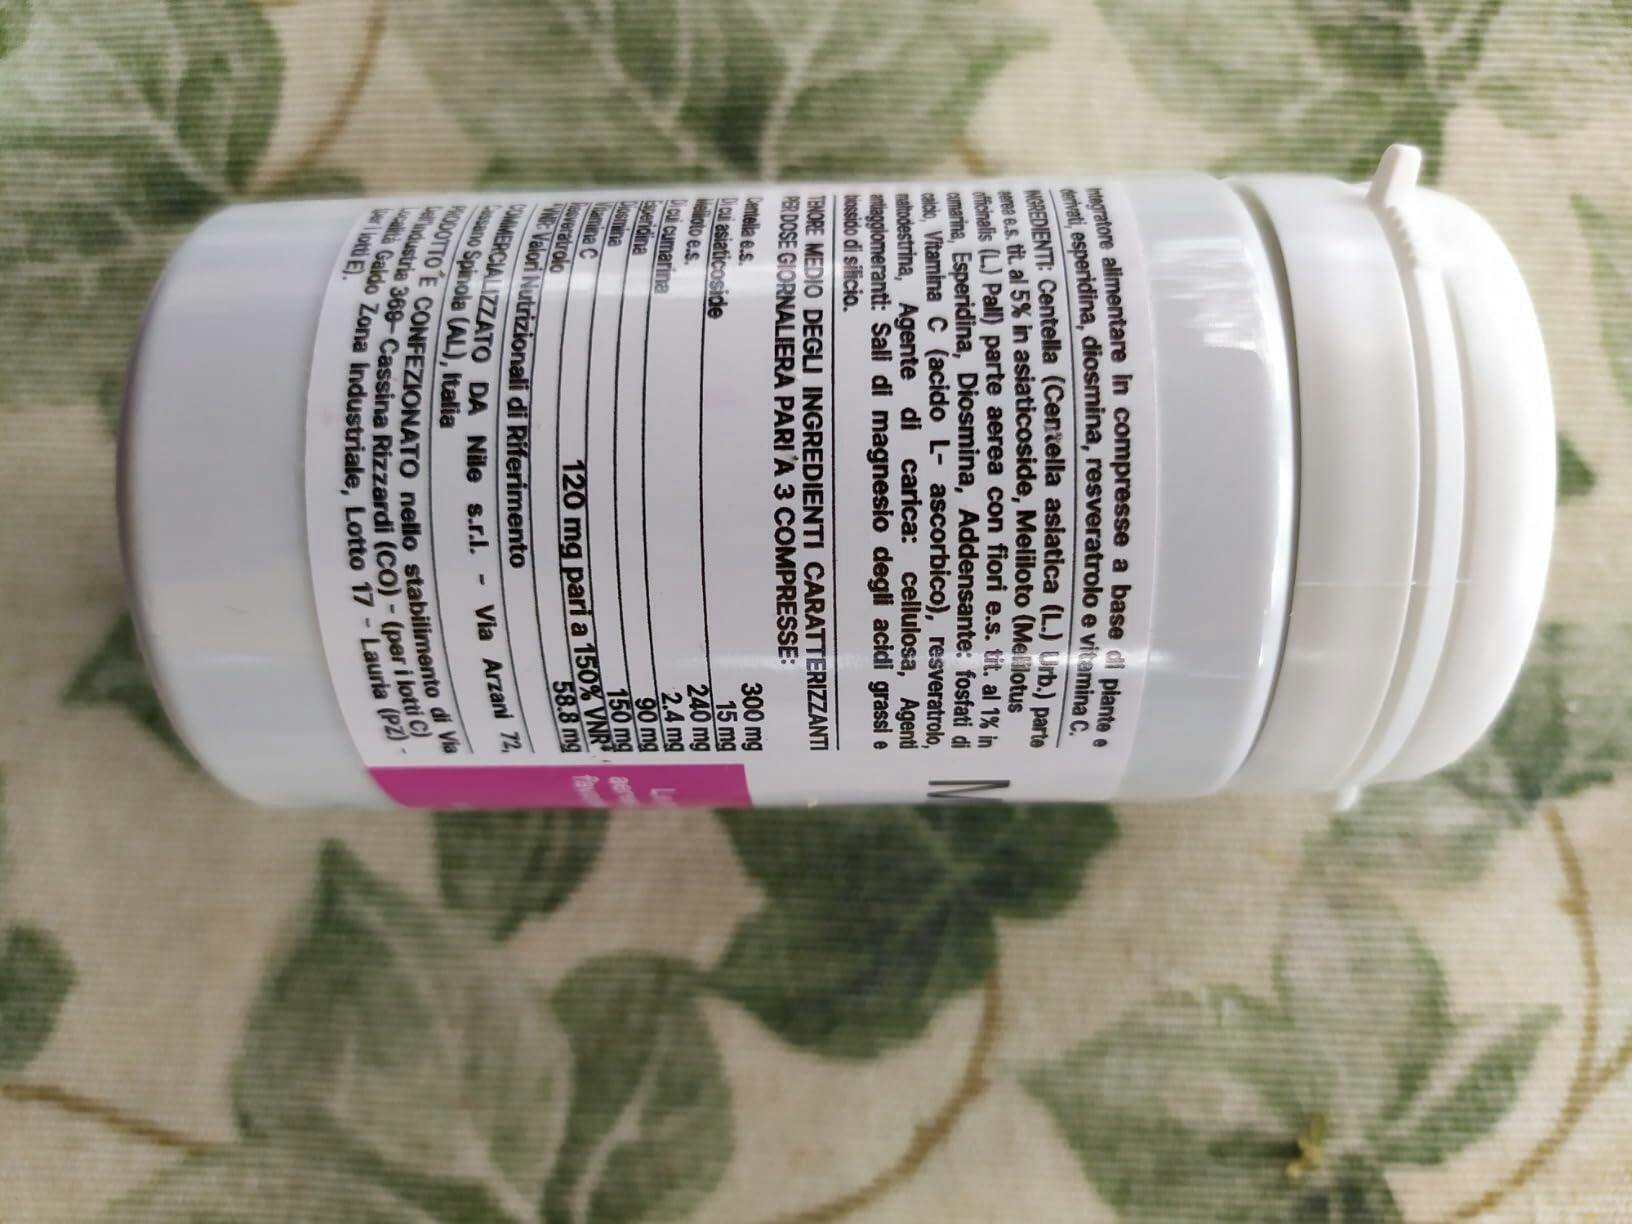 Integratore alimentare in compresse a base di piante e
derivati, esperidina, diosmina, resveratrolo e vitamina C.
INGREDIENTI: Centella (Centella asiatica (L.) Urb.) parte
aerea e.s. tit. al 5% in asiaticoside, Meliloto (Melilotus
officinalis (L.) Pall) parte aerea con fiori e.s. tit. al 1% in
cumarina, Esperidina, Diosmina, Addensante: fosfati di
calcio, Vitamina C (acido L- ascorbico), resveratrolo,
maltodestrina, Agente di carica: cellulosa, Agenti
antiagglomeranti: Sali di magnesio degli acidi grassi e
biossido di silicio.
TENORE MEDIO DEGLI INGREDIENTI CARATTERIZZANTI
PER DOSE GIORNALIERA PARI A 3 COMPRESSE:
Centella e.s. 300 mg
Di cui asiaticoside 15 mg
Meliloto e.s. 240 mg
Di cui cumarina 2.4 mg
Esperidina 90 mg
Diosmina 150 mg
Vitamina C 120 mg pari a 150% VNR*
Resveratrolo 58.8 mg
*VNR: Valori Nutrizionali di Riferimento
COMMERCIALIZZATO DA Nile s.r.l. - Via Arzani 72,
Cassano Spinola (AL), Italia
PRODOTTO E CONFEZIONATO nello stabilimento di Via
dell'Industria 369- Cassina Rizzardi (CO) - (per i lotti C)
Località Galdo Zona Industriale, Lotto 17 - Lauria (PZ) -
(per i lotti E).
M